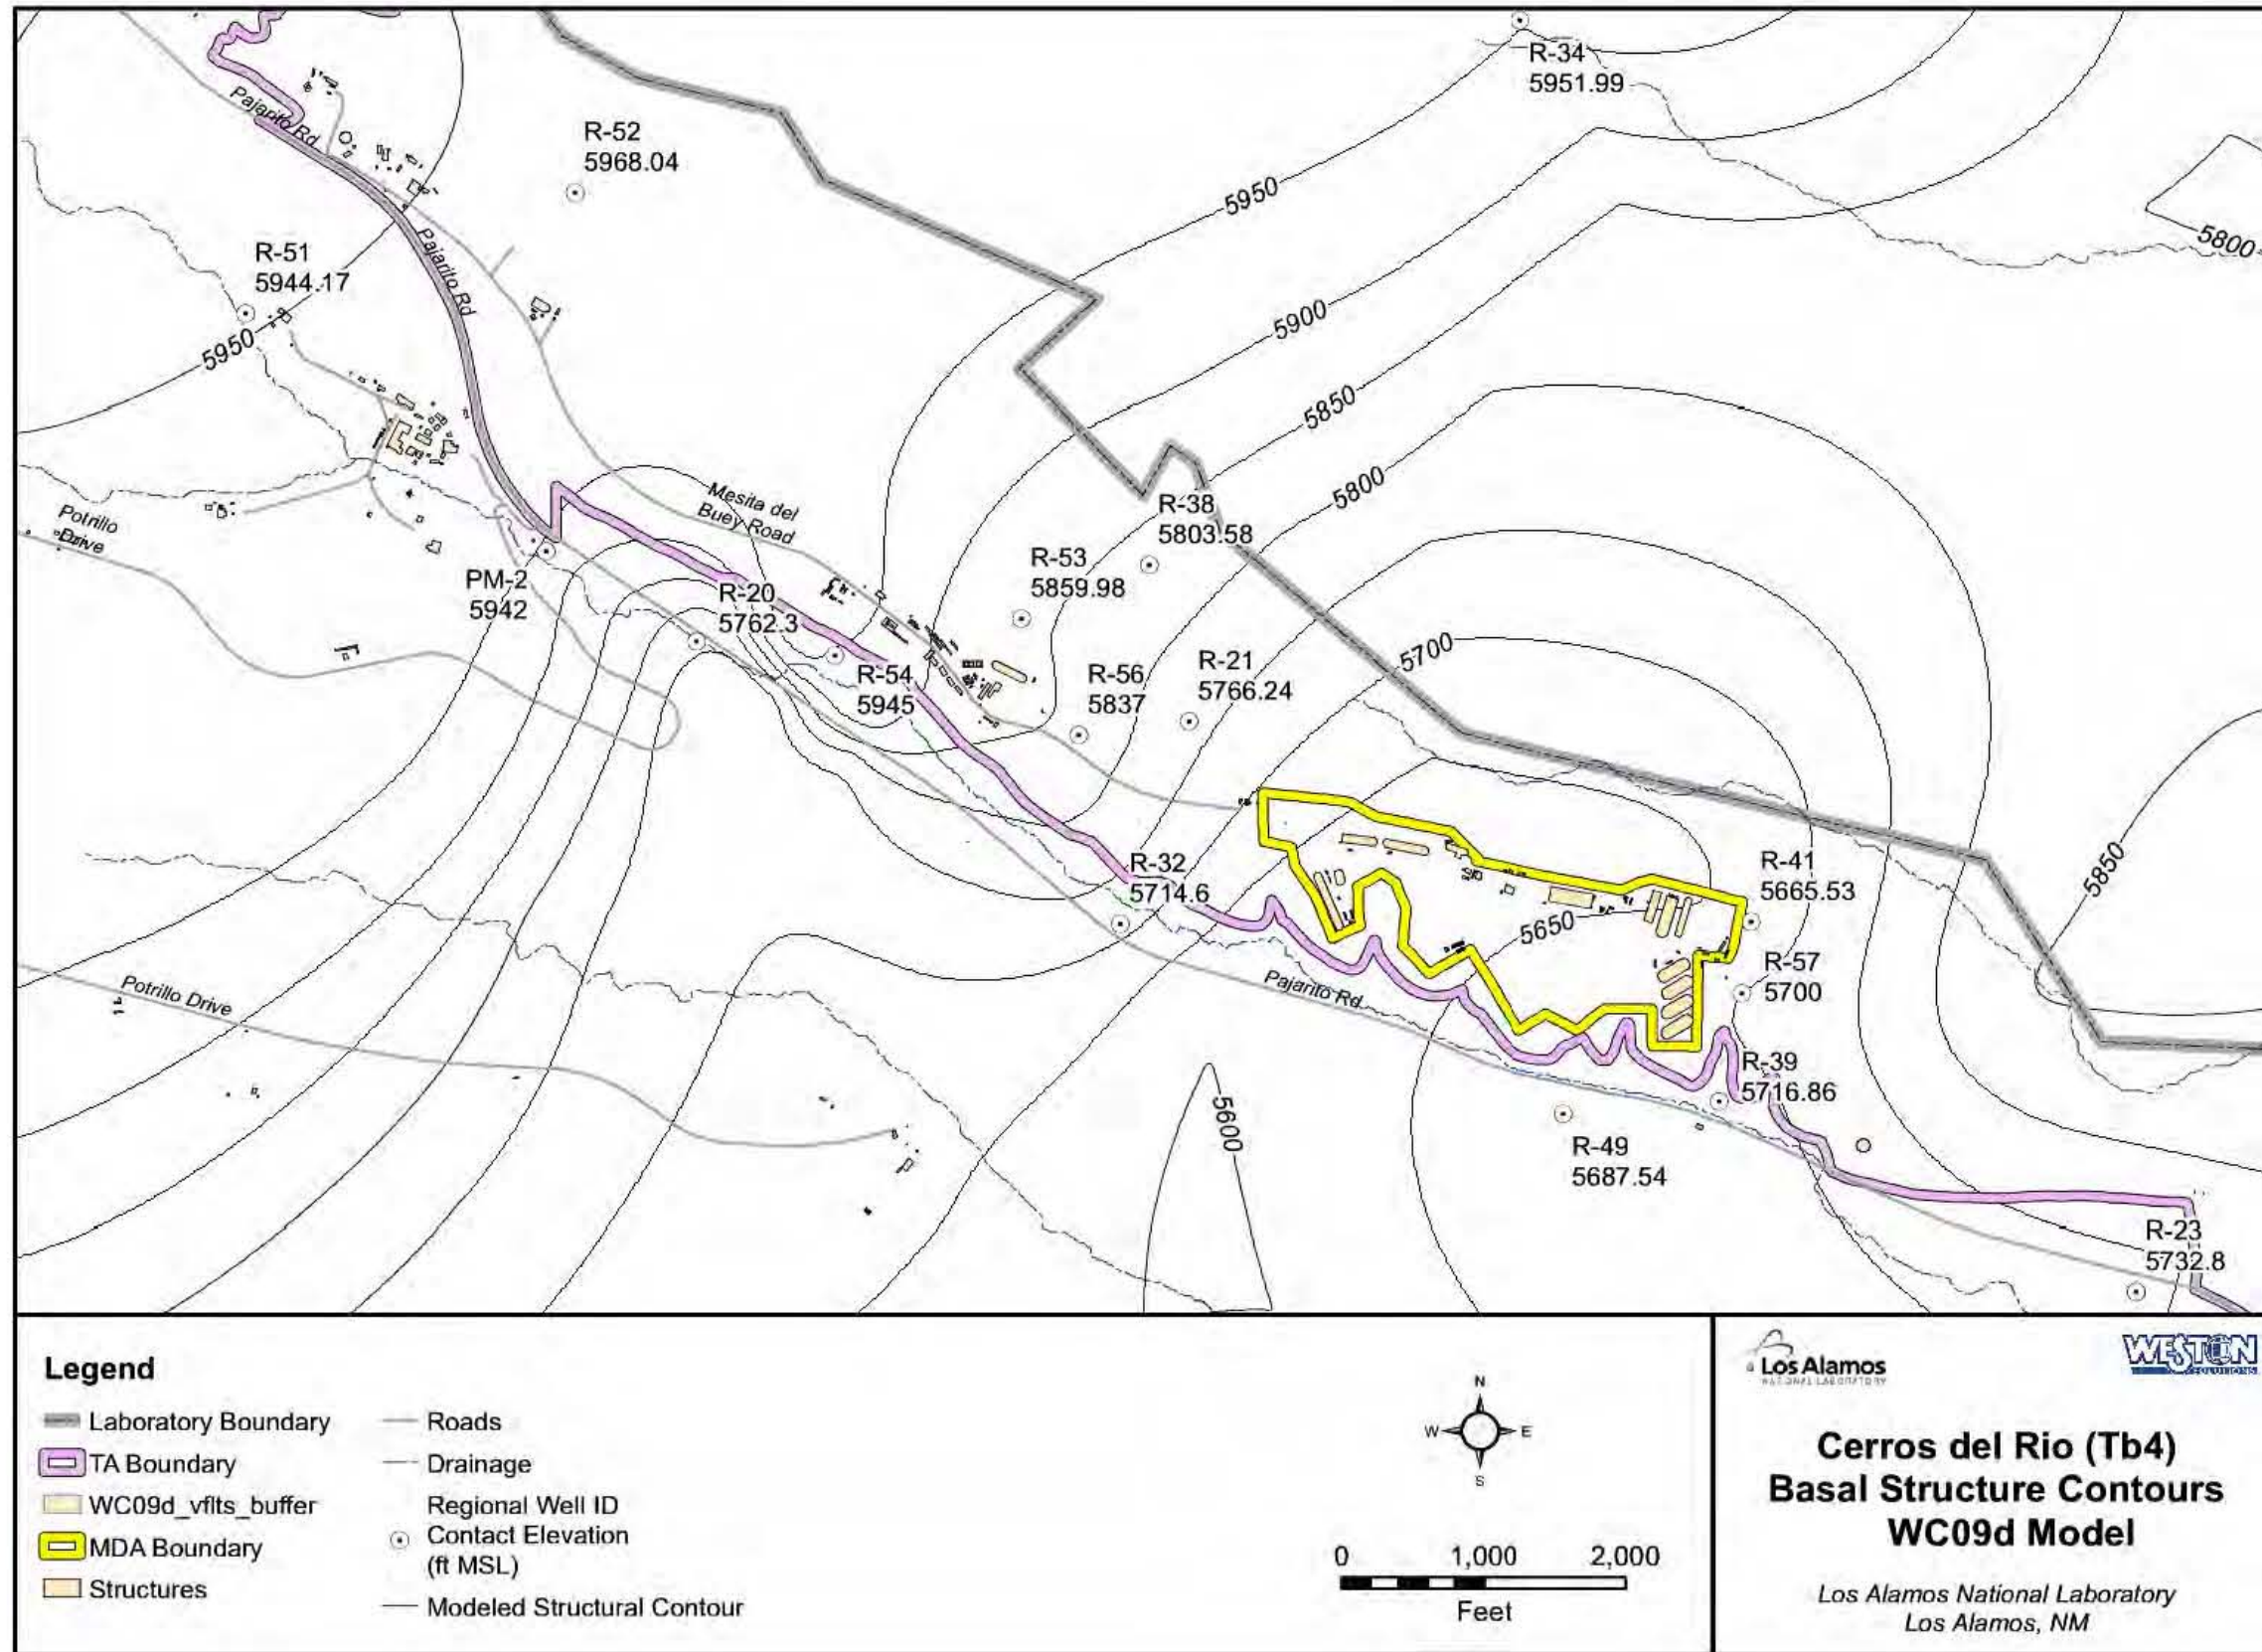 R-34
5951.99
R-52
5968.04
Pajarito Rd
5950
Pajarito Rd
5800
R-51
5944.17
5900
5950
5850
5800
Mesita del
Buey Road
R-38
5803.58
Potrillo
Drive
R-53
5859.98
PM-2
5942
R-20
5762.3
5700
R-54
5945
R-56
5837
R-21
5766.24
R-32
5714.6
R-41
5665.53
5850
5650
R-57
5700
Potrillo Drive
Pajarito Rd
R-39
5716.86
5600
R-49
5687.54
R-23
5732.8
Legend
Laboratory Boundary
TA Boundary
WC09d_vflts_buffer
MDA Boundary
Structures
Roads
Drainage
Regional Well ID
Contact Elevation
(ft MSL)
Modeled Structural Contour
N
W E
S
0 1,000 2,000
Feet
Los Alamos
NATIONAL LABORATORY
WESTON
SOLUTIONS
Cerros del Rio (Tb4)
Basal Structure Contours
WC09d Model
Los Alamos National Laboratory
Los Alamos, NM